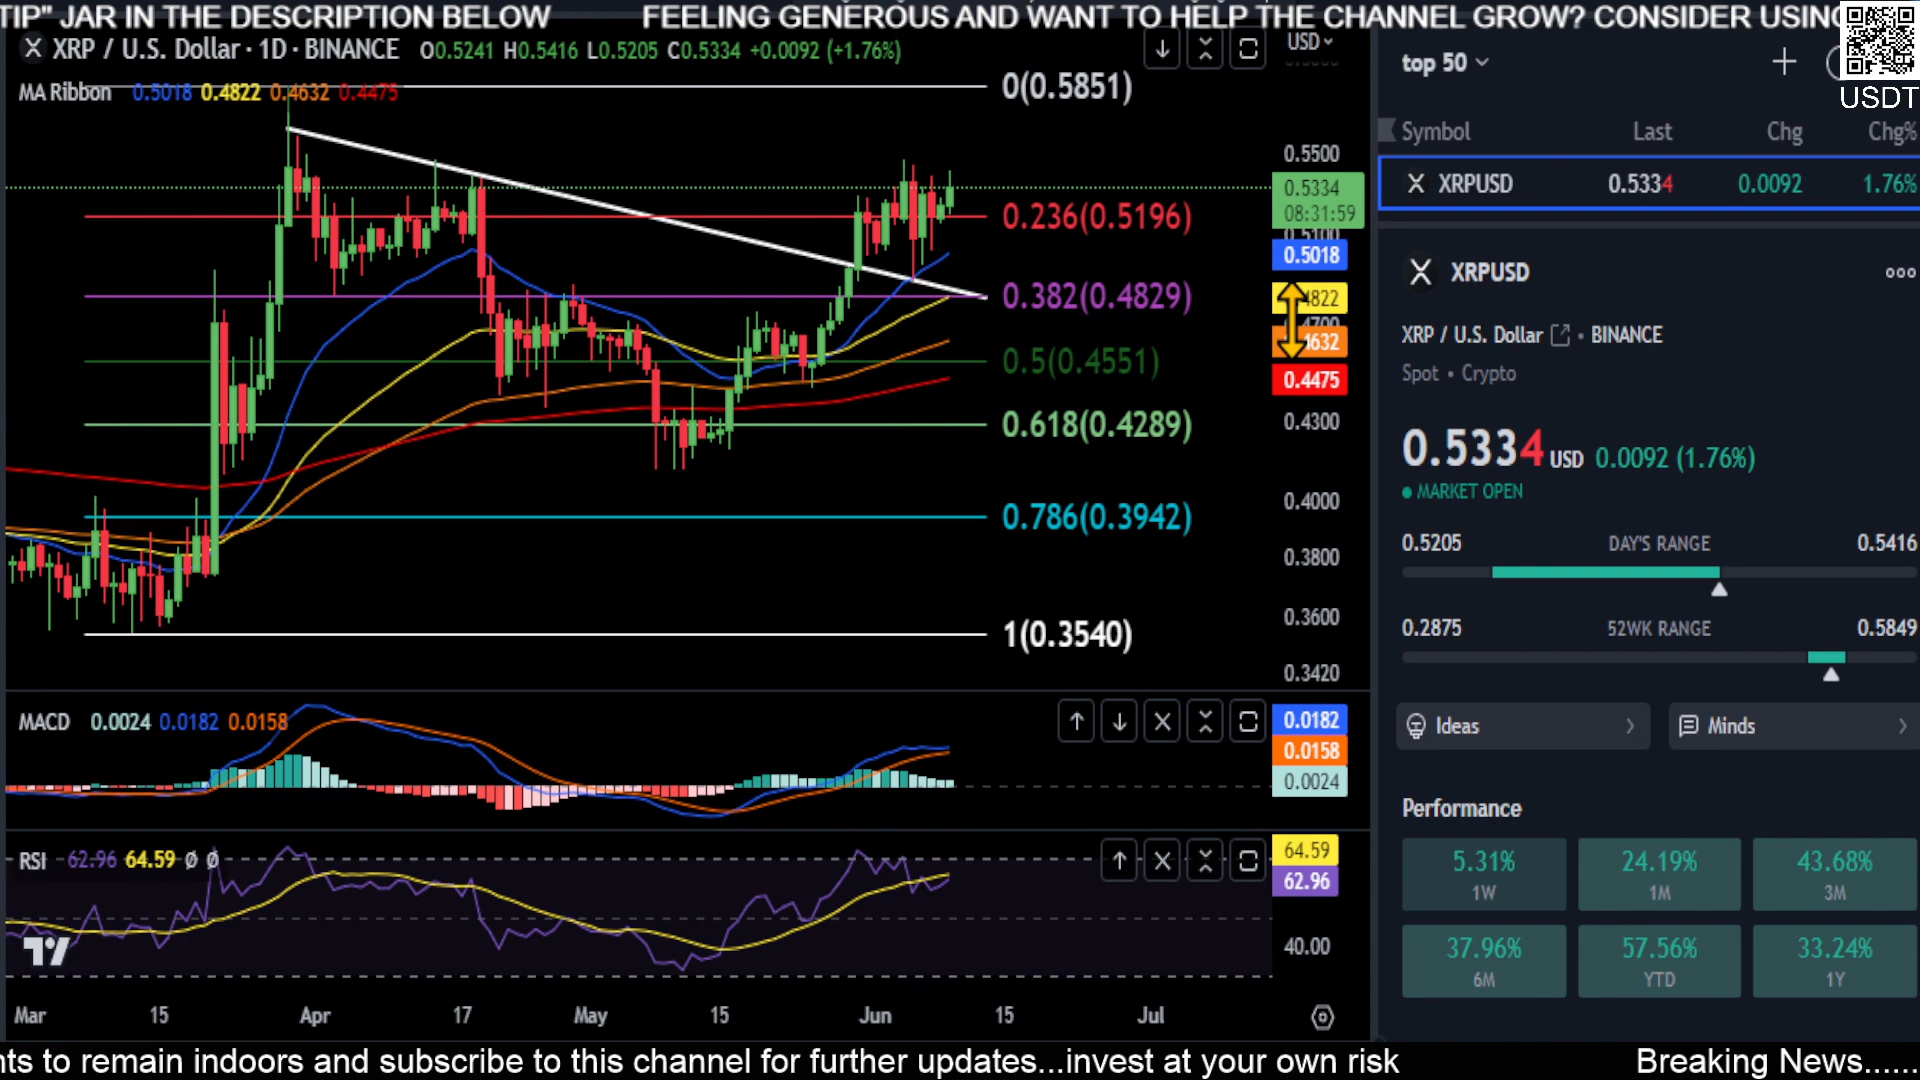 TIP" JAR IN THE DESCRIPTION BELOW FEELING GENEROUS AND WANT TO HELP THE CHANNEL GROW? CONSIDER USING
XRP / U.S. Dollar · 1D · BINANCE O0.5241 H0.5416 L0.5205 C0.5334 +0.0092 (+1.76%)
USD
MA Ribbon 0.5018 0.4822 0.4632 0.4475
0(0.5851)
0.236(0.5196)
0.382(0.4829)
0.5(0.4551)
0.618(0.4289)
0.786(0.3942)
1(0.3540)
0.5500
0.5334
08:31:59
0.5100
0.5018
4822
0.4700
4632
0.4475
0.4300
0.4000
0.3800
0.3600
0.3420
MACD 0.0024 0.0182 0.0158
0.0182
0.0158
0.0024
RSI 62.96 64.59 Ø Ø
64.59
62.96
40.00
Mar 15 Apr 17 May 15 Jun 15 Jul
top 50
USDT
Symbol Last Chg Chg%
XRPUSD 0.5334 0.0092 1.76%
XRPUSD
XRP / U.S. Dollar • BINANCE
Spot • Crypto
0.5334 USD 0.0092 (1.76%)
MARKET OPEN
0.5205 DAY'S RANGE 0.5416
0.2875 52WK RANGE 0.5849
Ideas
Minds
Performance
5.31% 24.19% 43.68%
1W 1M 3M
37.96% 57.56% 33.24%
6M YTD 1Y
nts to remain indoors and subscribe to this channel for further updates...invest at your own risk Breaking News......